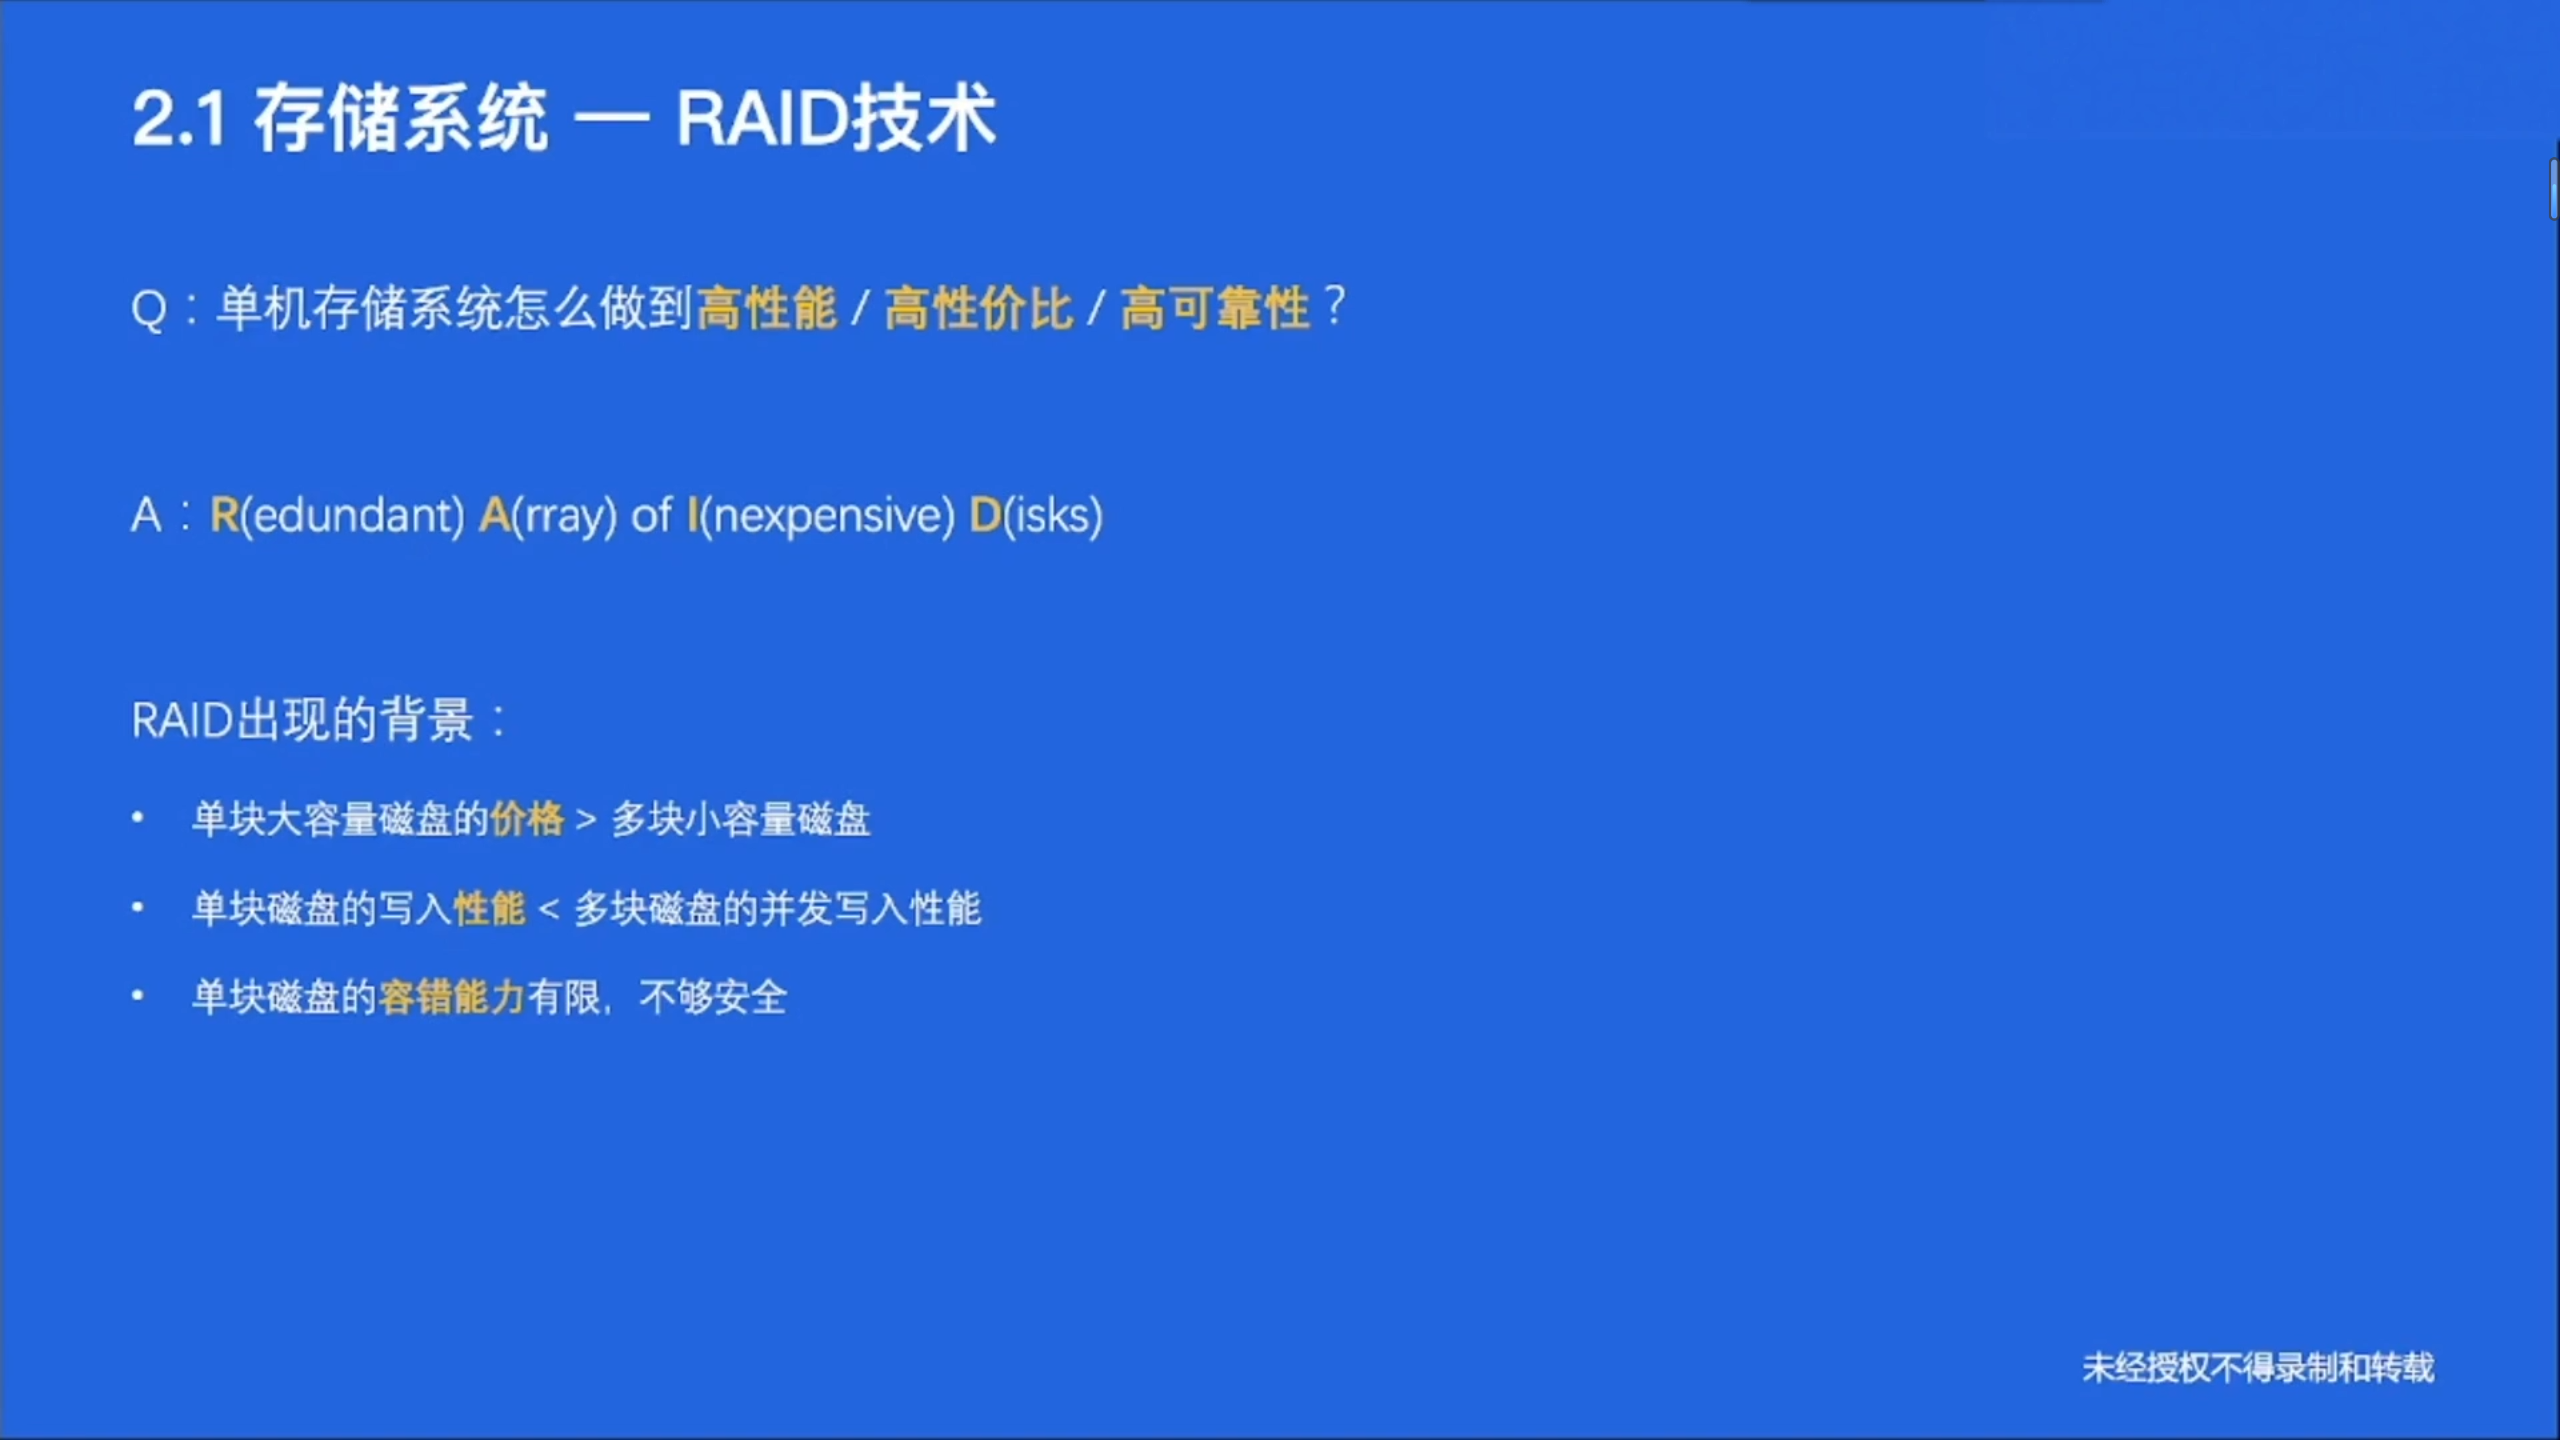 2.1 存储系统 — RAID技术
Q：单机存储系统怎么做到高性能 / 高性价比 / 高可靠性？
A：R(edundant) A(rray) of I(nexpensive) D(isks)
RAID出现的背景：
• 单块大容量磁盘的价格 > 多块小容量磁盘
• 单块磁盘的写入性能 < 多块磁盘的并发写入性能
• 单块磁盘的容错能力有限，不够安全
未经授权不得录制和转载